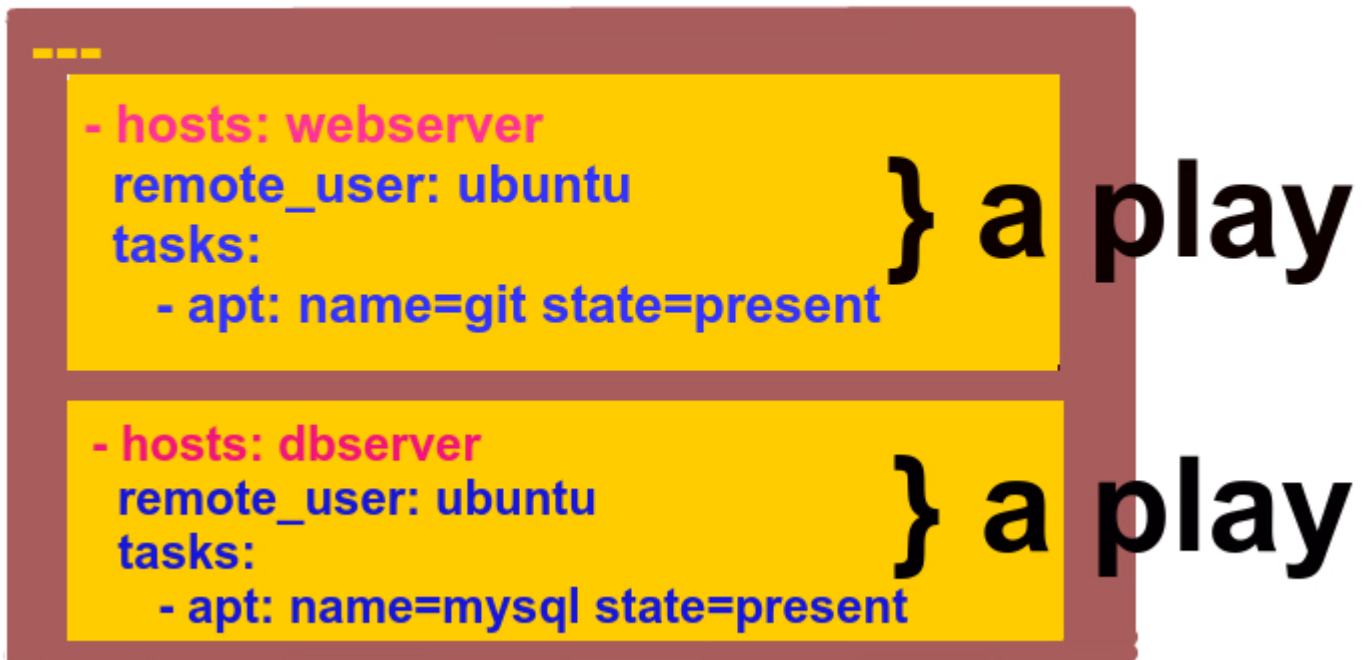 ---
- hosts: webserver
remote_user: ubuntu
tasks:
- apt: name=git state=present
} a play
- hosts: dbserver
remote_user: ubuntu
tasks:
- apt: name=mysql state=present
} a play